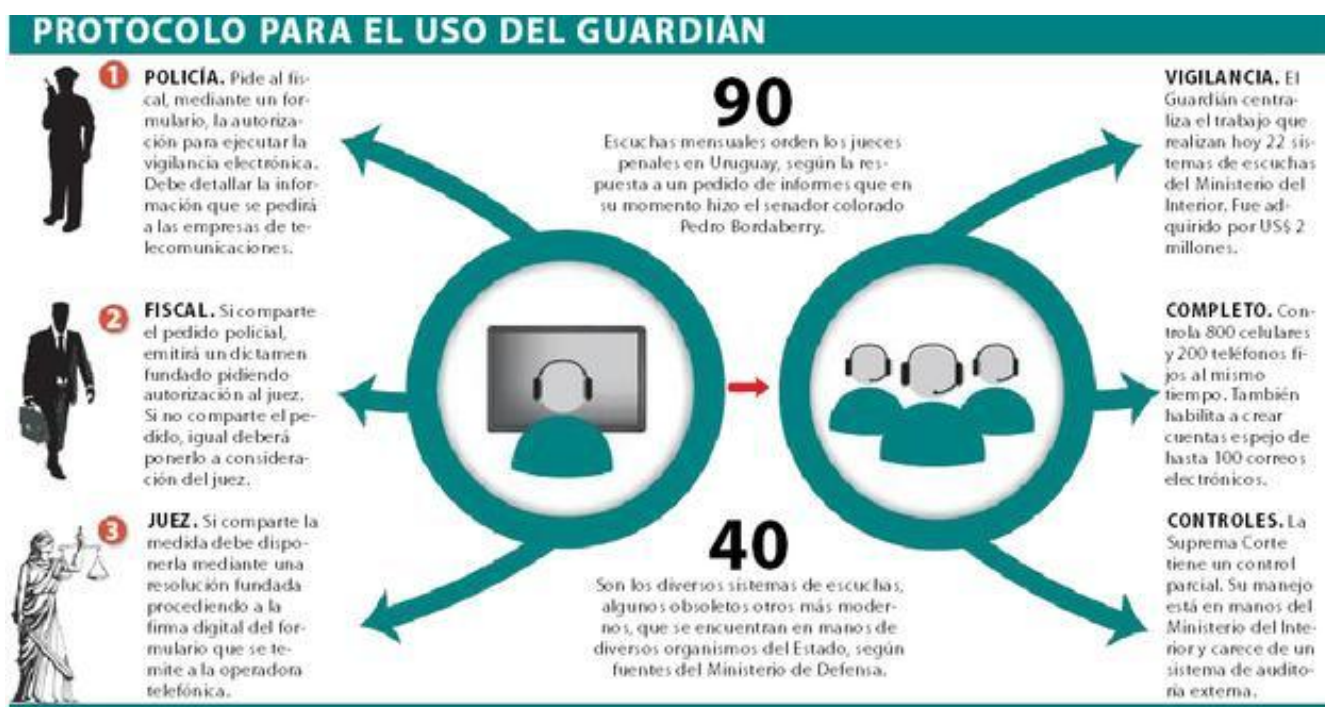 PROTOCOLO PARA EL USO DEL GUARDIÁN
1
POLICÍA. Pide al fis-
cal, mediante un for-
mulario, la autoriza-
ción para ejecutar la
vigilancia electrónica.
Debe detallar la infor-
mación que se pedirá
a las empresas de te-
lecomunicaciones.
2
FISCAL. Si comparte
el pedido policial,
emitirá un dictamen
fundado pidiendo
autorización al juez.
Si no comparte el pe-
dido, igual deberá
ponerlo a considera-
ción del juez.
3
JUEZ. Si comparte la
medida debe dispo-
nerla mediante una
resolución fundada
procediendo a la
firma digital del for-
mulario que se te-
mite a la operadora
telefónica.
90
Escuchas mensuales orden los jueces
penales en Uruguay, según la res-
puesta a un pedido de informes que en
su momento hizo el senador colorado
Pedro Bordaberry.
40
Son los diversos sistemas de escuchas,
algunos obsoletos otros más moder-
nos, que se encuentran en manos de
diversos organismos del Estado, según
fuentes del Ministerio de Defensa.
VIGILANCIA. El
Guardián centra-
liza el trabajo que
realizan hoy 22 sis-
temas de escuchas
del Ministerio del
Interior. Fue ad-
quirido por US$ 2
millones.
COMPLETO. Con-
trola 800 celulares
y 200 teléfonos fi-
jos al mismo
tiempo. También
habilita a crear
cuentas espejo de
hasta 100 correos
electrónicos.
CONTROLES. La
Suprema Corte
tiene un control
parcial. Su manejo
está en manos del
Ministerio del Inte-
rior y carece de un
sistema de audito-
ría externa.